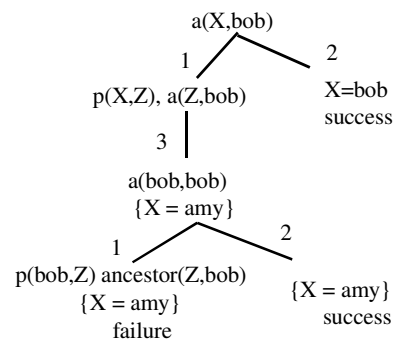 a(X,bob)
1
2
p(X,Z), a(Z,bob)
X=bob
success
3
a(bob,bob)
{X = amy}
1
2
p(bob,Z) ancestor(Z,bob)
{X = amy}
failure
{X = amy}
success